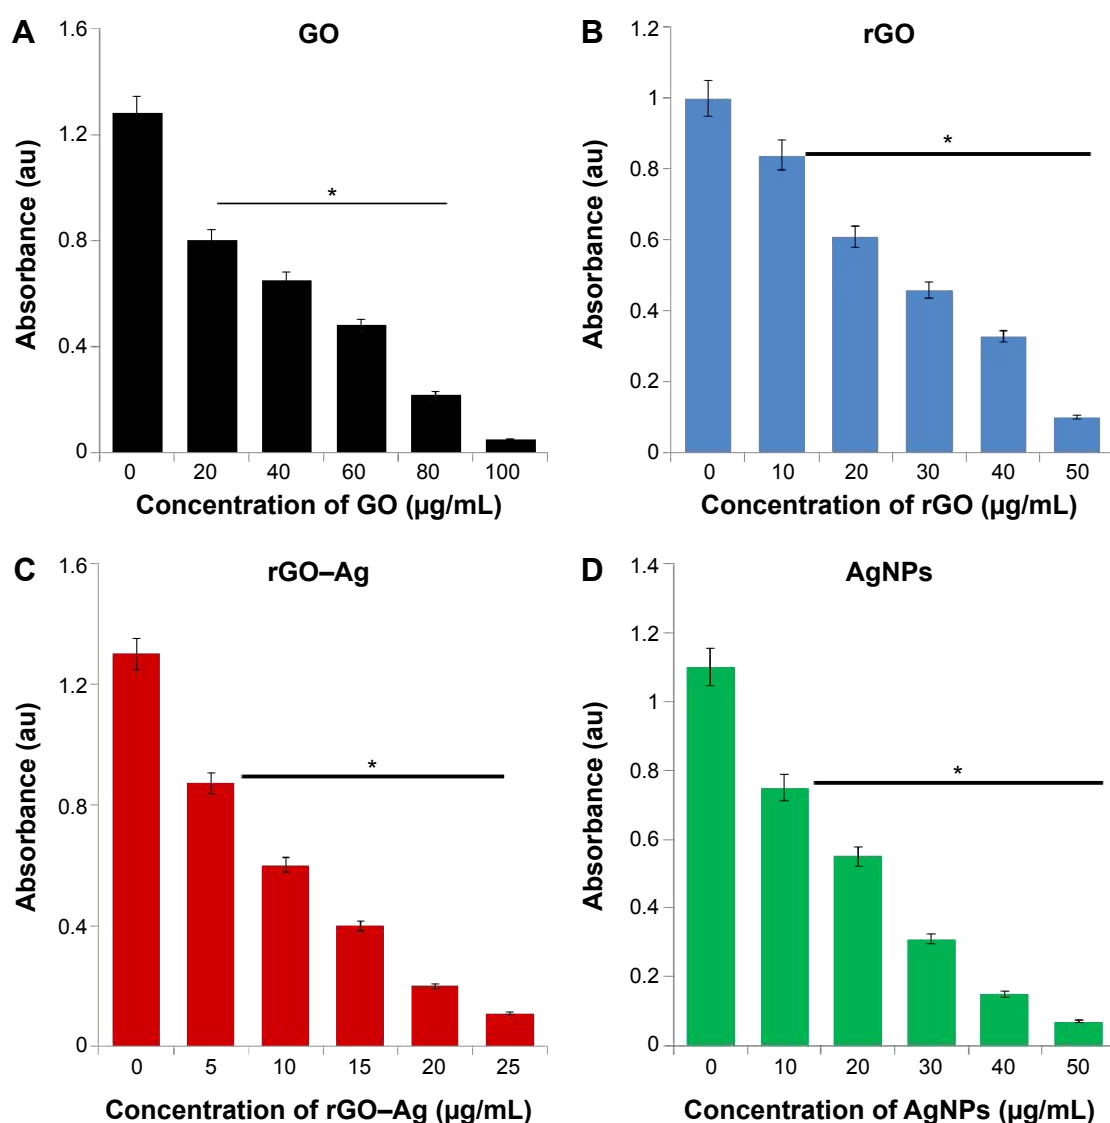 A
GO
1.6
1.2
0.8
0.4
0
*
Absorbance (au)
0 20 40 60 80 100
Concentration of GO (µg/mL)
B
rGO
1.2
1
0.8
0.6
0.4
0.2
0
*
Absorbance (au)
0 10 20 30 40 50
Concentration of rGO (µg/mL)
C
rGO–Ag
1.6
1.2
0.8
0.4
0
*
Absorbance (au)
0 5 10 15 20 25
Concentration of rGO–Ag (µg/mL)
D
AgNPs
1.4
1.2
1
0.8
0.6
0.4
0.2
0
*
Absorbance (au)
0 10 20 30 40 50
Concentration of AgNPs (µg/mL)